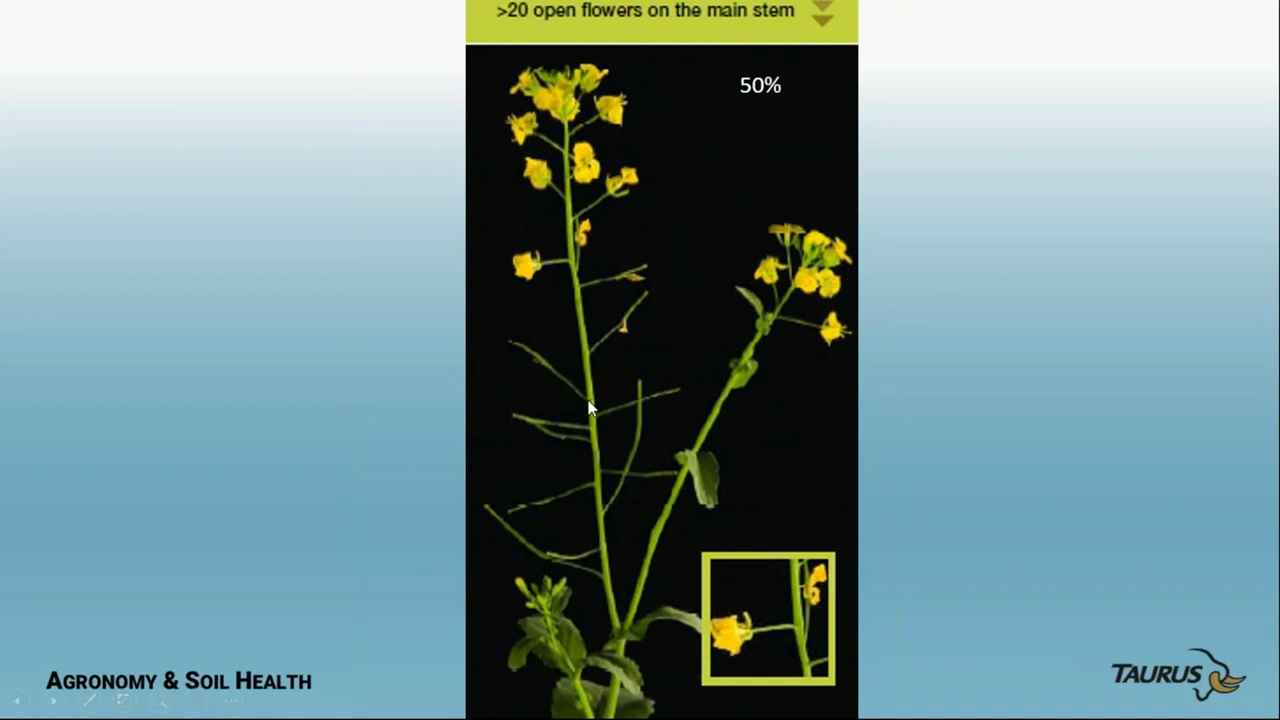 >20 open flowers on the main stem
50%
AGRONOMY & SOIL HEALTH
TAURUS